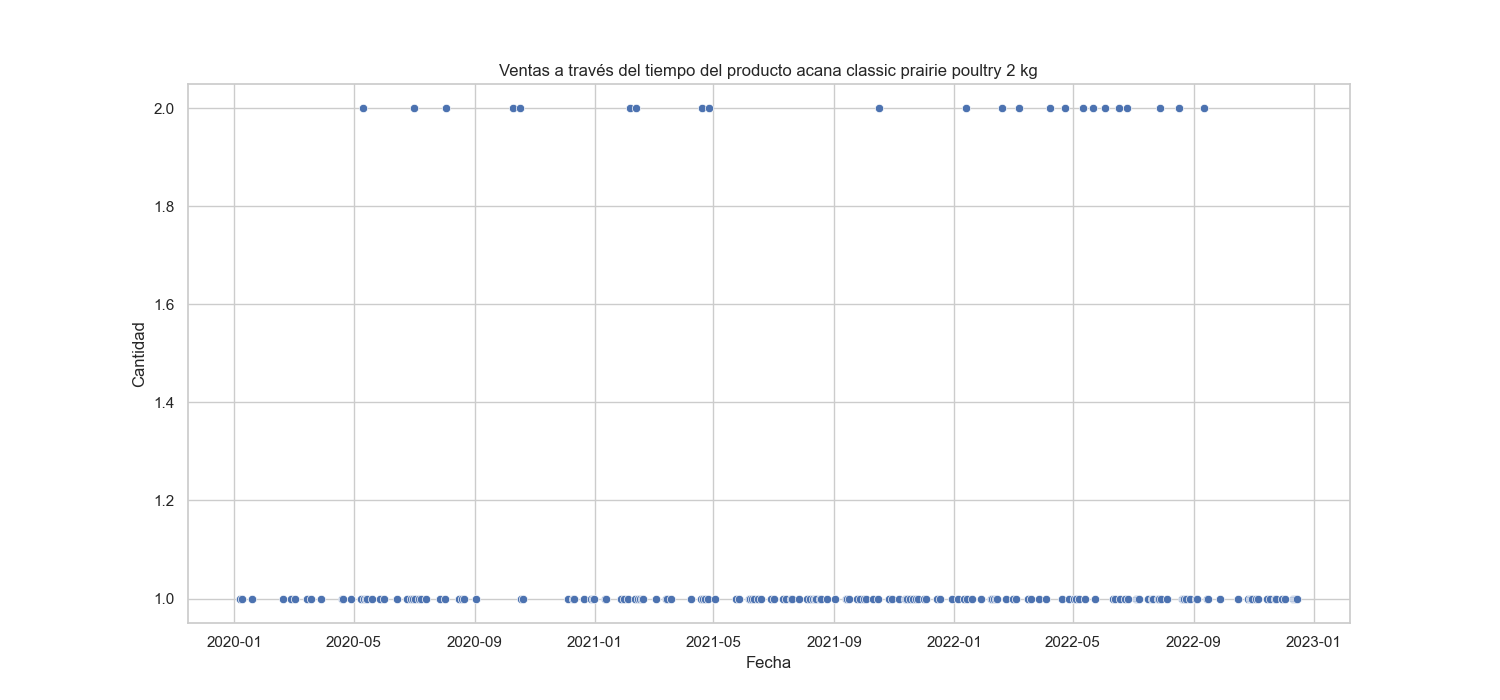 Ventas a través del tiempo del producto acana classic prairie poultry 2 kg
2.0
1.8
1.6
1.4
1.2
1.0
Cantidad
2020-01 2020-05 2020-09 2021-01 2021-05 2021-09 2022-01 2022-05 2022-09 2023-01
Fecha